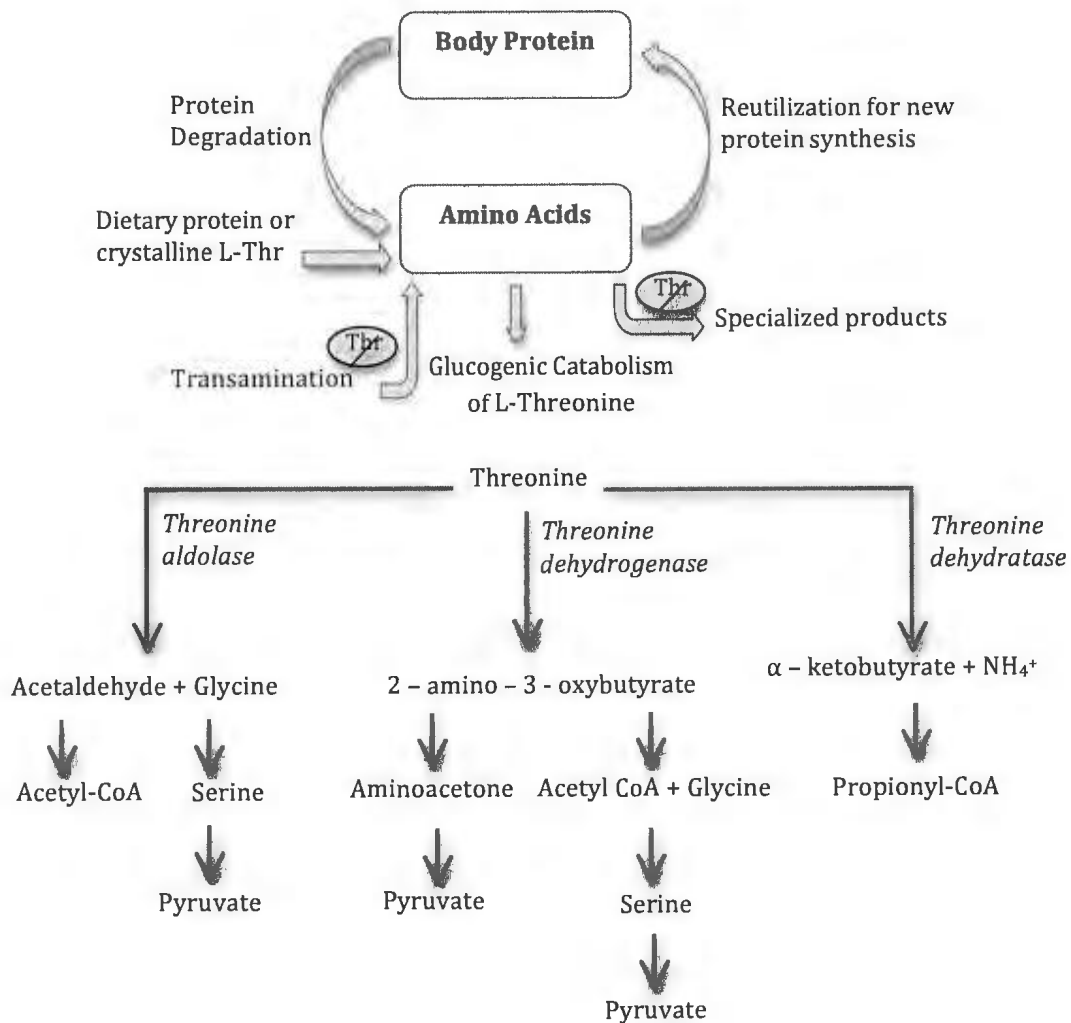 Body Protein
Protein
Degradation
Reutilization for new
protein synthesis
Amino Acids
Dietary protein or
crystalline L-Thr
Thr
Specialized products
Thr
Transamination
Glucogenic Catabolism
of L-Threonine
Threonine
Threonine
aldolase
Threonine
dehydrogenase
Threonine
dehydratase
Acetaldehyde + Glycine
2 – amino – 3 - oxybutyrate
α – ketobutyrate + NH₄⁺
Acetyl-CoA
Serine
Aminoacetone
Acetyl CoA + Glycine
Propionyl-CoA
Pyruvate
Pyruvate
Serine
Pyruvate